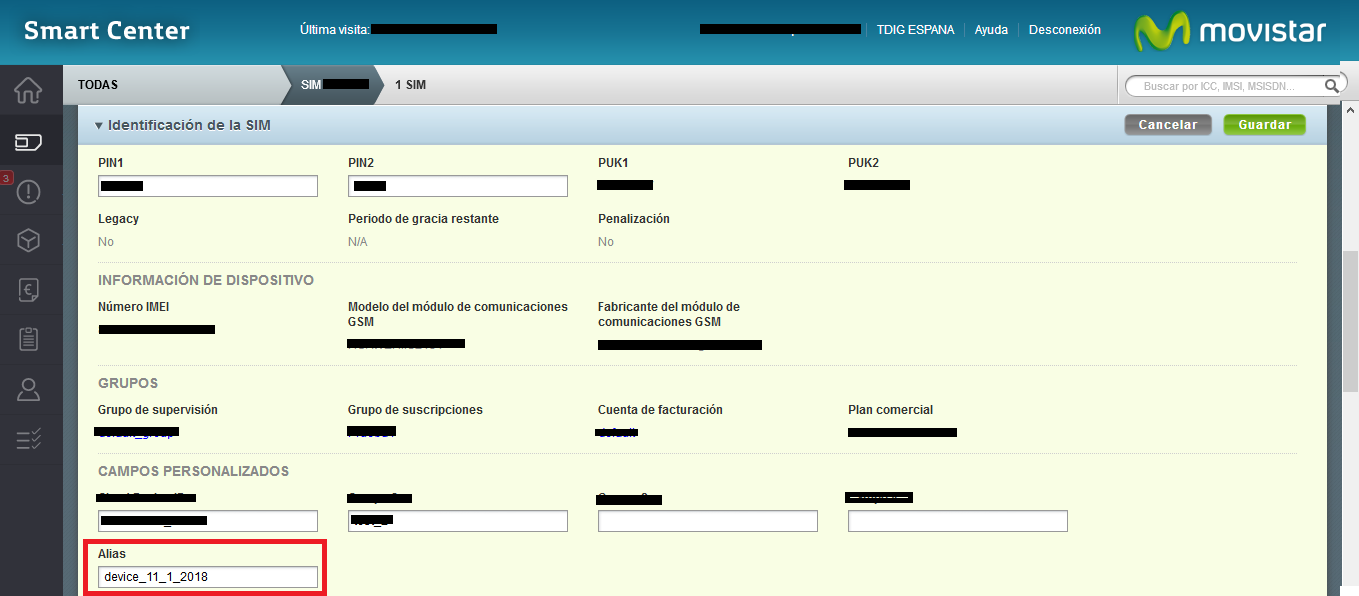 Smart Center
Última visita:
TDIG ESPANA
Ayuda
Desconexión
movistar
TODAS
SIM
1 SIM
Buscar por ICC, IMSI, MSISDN...
3
Identificación de la SIM
Cancelar
Guardar
PIN1 PIN2 PUK1 PUK2
Legacy Periodo de gracia restante Penalización
No N/A No
INFORMACIÓN DE DISPOSITIVO
Número IMEI Modelo del módulo de comunicaciones Fabricante del módulo de
GSM comunicaciones GSM
GRUPOS
Grupo de supervisión Grupo de suscripciones Cuenta de facturación Plan comercial
CAMPOS PERSONALIZADOS
Alias
device_11_1_2018